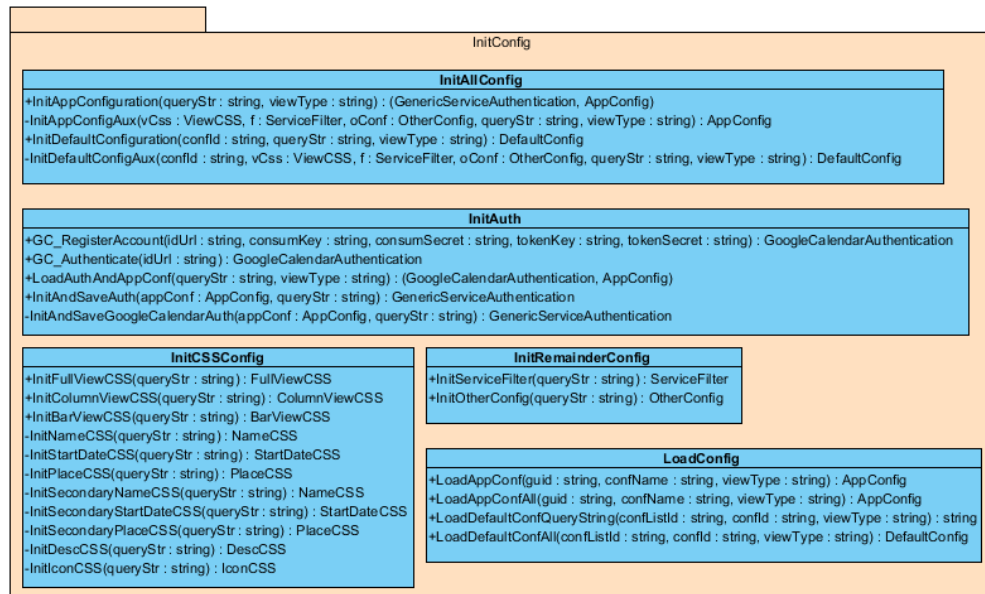 InitConfig
InitAllConfig
+InitAppConfiguration(queryStr : string, viewType : string) : (GenericServiceAuthentication, AppConfig)
-InitAppConfigAux(vCss : ViewCSS, f : ServiceFilter, oConf : OtherConfig, queryStr : string, viewType : string) : AppConfig
+InitDefaultConfiguration(confId : string, queryStr : string, viewType : string) : DefaultConfig
-InitDefaultConfigAux(confId : string, vCss : ViewCSS, f : ServiceFilter, oConf : OtherConfig, queryStr : string, viewType : string) : DefaultConfig
InitAuth
+GC_RegisterAccount(idUrl : string, consumKey : string, consumSecret : string, tokenKey : string, tokenSecret : string) : GoogleCalendarAuthentication
+GC_Authenticate(idUrl : string) : GoogleCalendarAuthentication
+LoadAuthAndAppConf(queryStr : string, viewType : string) : (GoogleCalendarAuthentication, AppConfig)
+InitAndSaveAuth(appConf : AppConfig, queryStr : string) : GenericServiceAuthentication
-InitAndSaveGoogleCalendarAuth(appConf : AppConfig, queryStr : string) : GenericServiceAuthentication
InitCSSConfig
+InitFullViewCSS(queryStr : string) : FullViewCSS
+InitColumnViewCSS(queryStr : string) : ColumnViewCSS
+InitBarViewCSS(queryStr : string) : BarViewCSS
-InitNameCSS(queryStr : string) : NameCSS
-InitStartDateCSS(queryStr : string) : StartDateCSS
-InitPlaceCSS(queryStr : string) : PlaceCSS
-InitSecondaryNameCSS(queryStr : string) : NameCSS
-InitSecondaryStartDateCSS(queryStr : string) : StartDateCSS
-InitSecondaryPlaceCSS(queryStr : string) : PlaceCSS
-InitDescCSS(queryStr : string) : DescCSS
-InitIconCSS(queryStr : string) : IconCSS
InitRemainderConfig
+InitServiceFilter(queryStr : string) : ServiceFilter
+InitOtherConfig(queryStr : string) : OtherConfig
LoadConfig
+LoadAppConf(guid : string, confName : string, viewType : string) : AppConfig
+LoadAppConfAll(guid : string, confName : string, viewType : string) : AppConfig
+LoadDefaultConfQueryString(confListId : string, confId : string, viewType : string) : string
+LoadDefaultConfAll(confListId : string, confId : string, viewType : string) : DefaultConfig